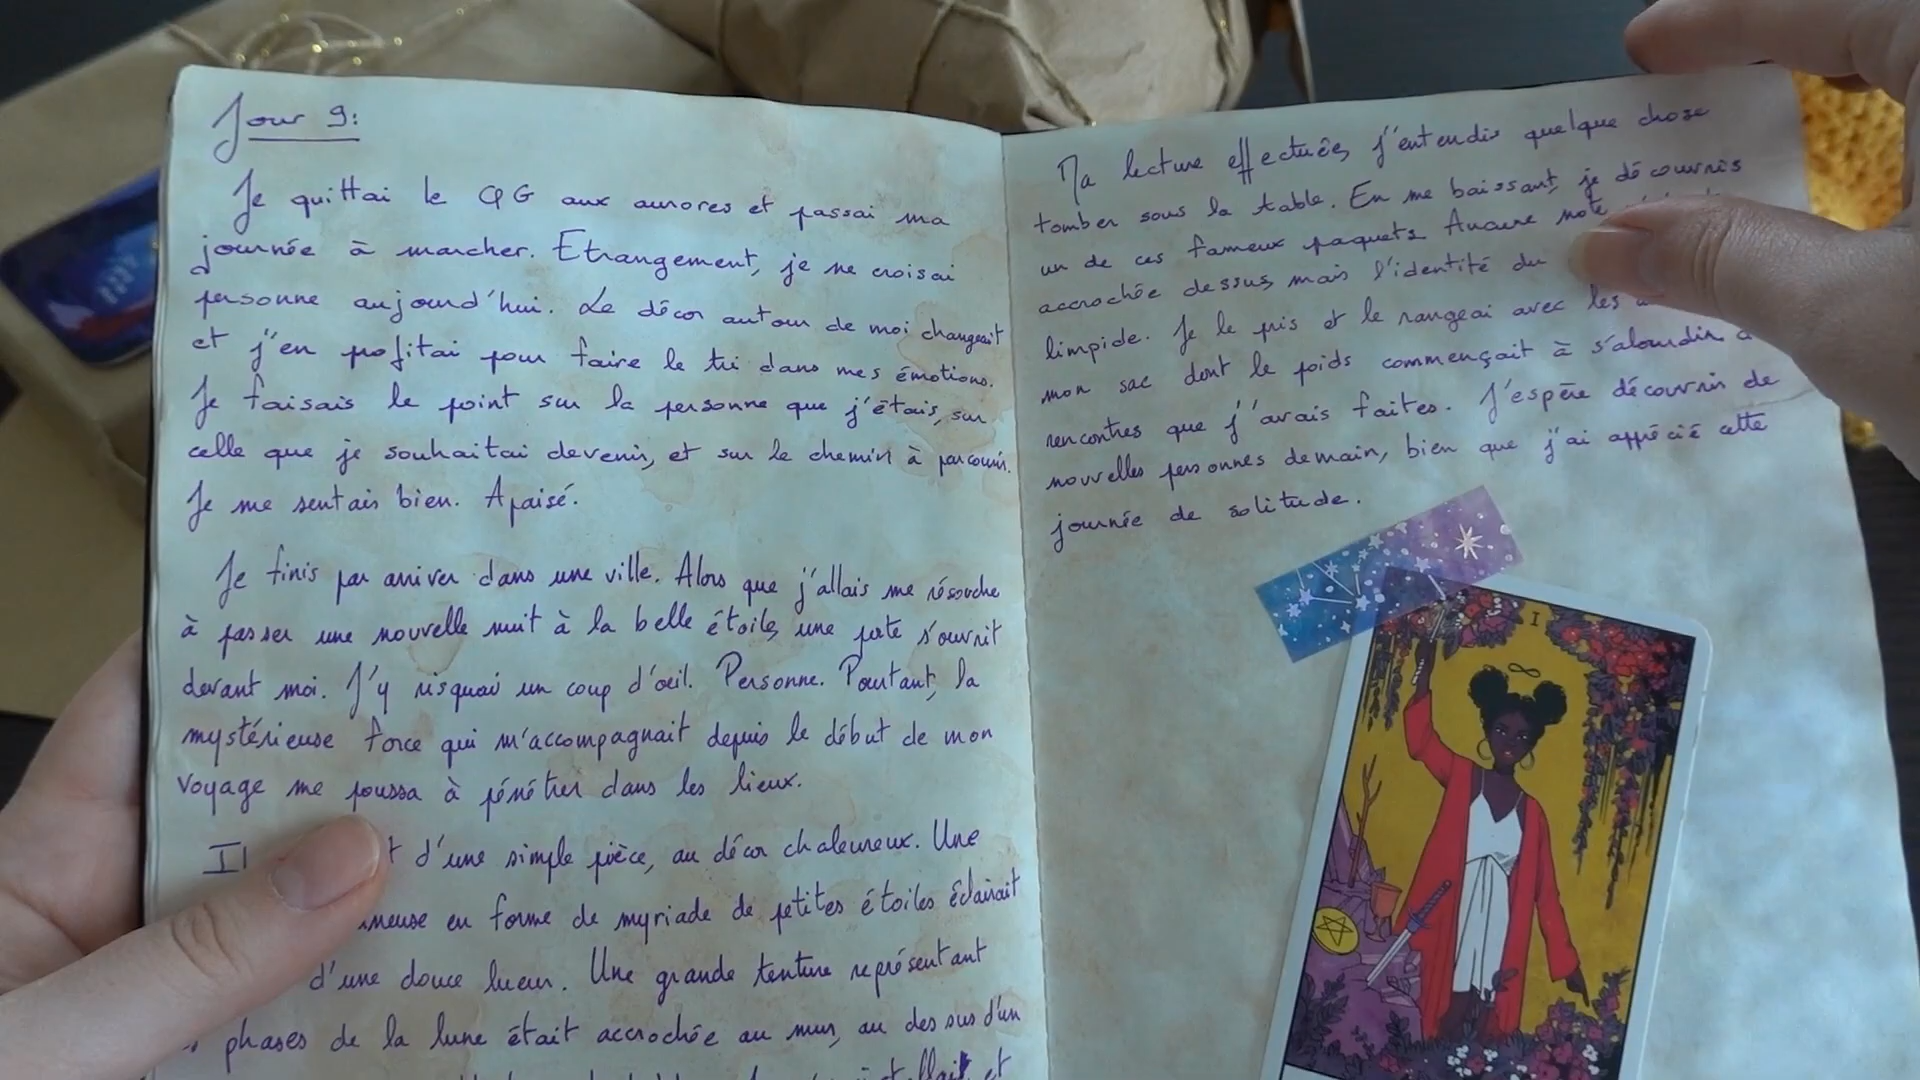 Jour 9:
Je quittai le QG aux aurores et passai ma
journée à marcher. Etrangement, je ne croisai
personne aujourd'hui. Le décor autour de moi changeait
et j'en profitai pour faire le tri dans mes émotions.
Je faisais le point sur la personne que j'étais, sur
celle que je souhaitai devenir, et sur le chemin à parcourir.
Je me sentais bien. Apaisé.
Je finis par arriver dans une ville. Alors que j'allais me résoudre
à passer une nouvelle nuit à la belle étoile, une porte s'ouvrit
devant moi. J'y risquai un coup d'oeil. Personne. Pourtant, la
mystérieuse force qui m'accompagnait depuis le début de mon
voyage me poussa à pénétrer dans les lieux.
d'une simple pièce, au décor chaleureux. Une
en forme de myriade de petites étoiles éclairait
d'une douce lueur. Une grande tenture représentant
phases de la lune était accrochée au mur, au dessus d'un
et
Ma lecture effectuée, j'entendis quelque chose
tomber sous la table. En me baissant, je découvris
un de ces fameux paquets. Aucune note
accrochée dessus, mais l'identité du
limpide. Je le pris et le rangeai avec les
mon sac dont le poids commençait à s'alourdir
rencontres que j'avais faites. J'espère découvrir de
nouvelles personnes demain, bien que j'ai apprécié cette
journée de solitude.
I